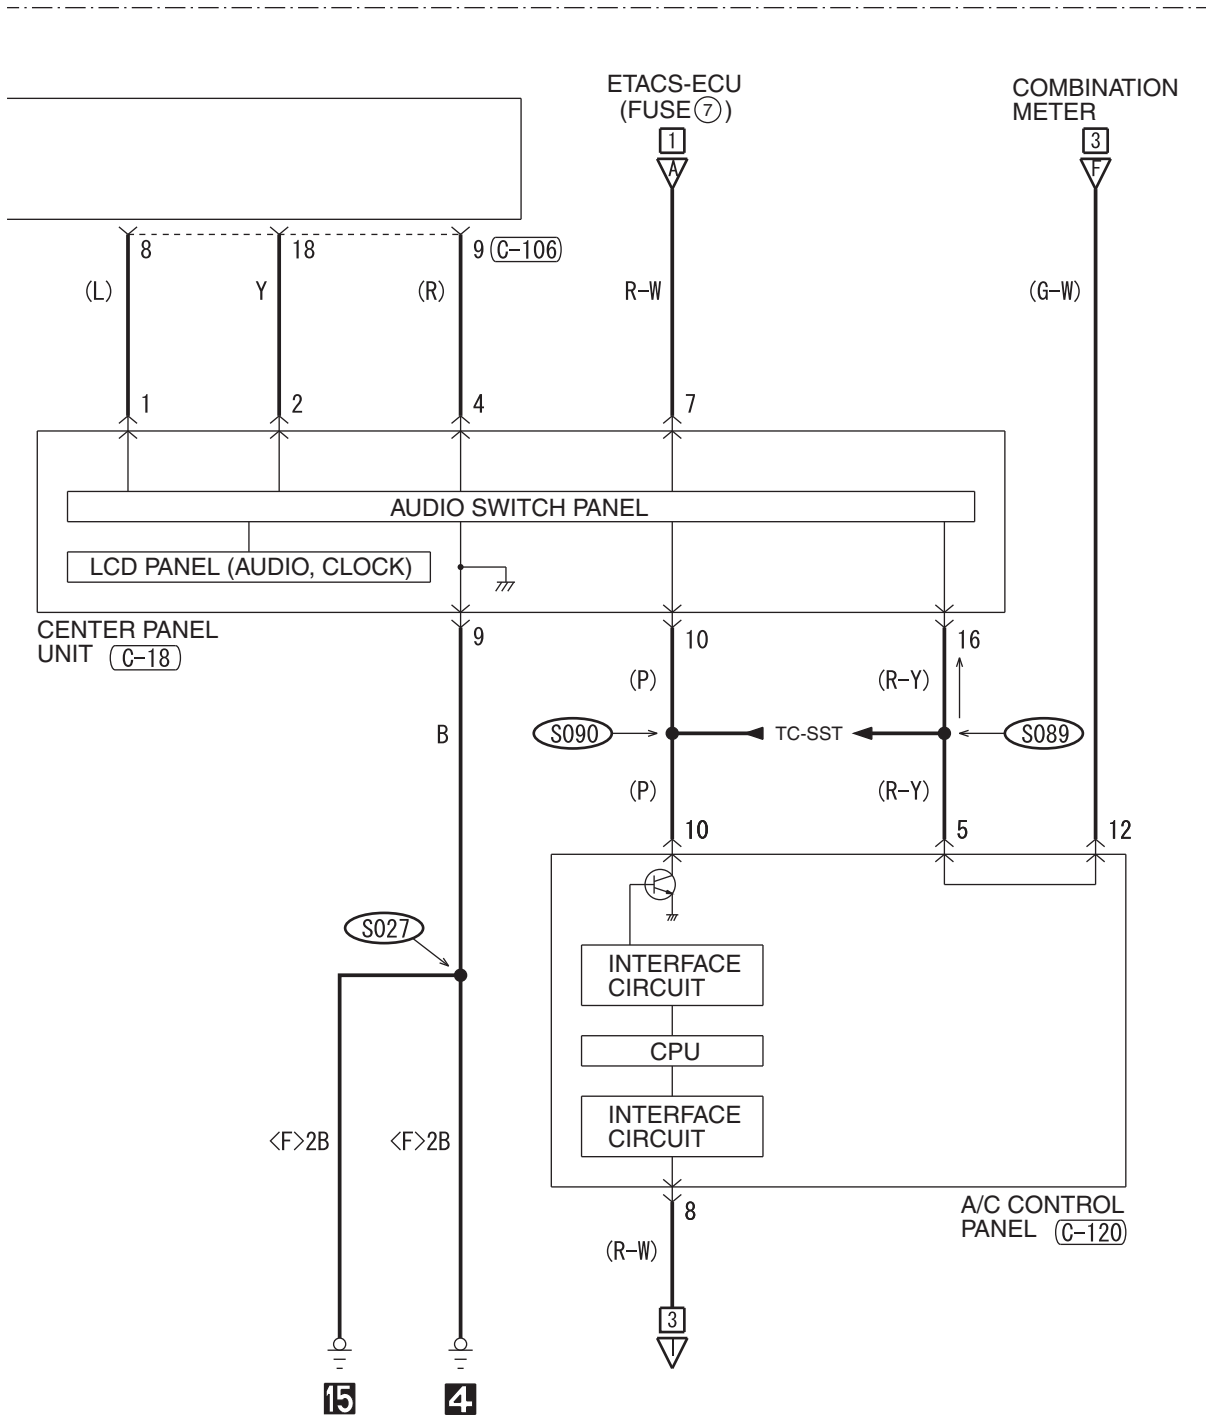 ETACS-ECU
(FUSE⑦)
COMBINATION
METER
1
3
A
F
8
18
9
C-106
(L)
Y
(R)
R-W
(G-W)
1
2
4
7
AUDIO SWITCH PANEL
LCD PANEL (AUDIO, CLOCK)
CENTER PANEL
UNIT C-18
9
10
16
(P)
(R-Y)
B
S090
TC-SST
S089
(P)
(R-Y)
10
5
12
S027
INTERFACE
CIRCUIT
CPU
INTERFACE
CIRCUIT
<F>2B
<F>2B
A/C CONTROL
PANEL C-120
8
(R-W)
3
I
15
4